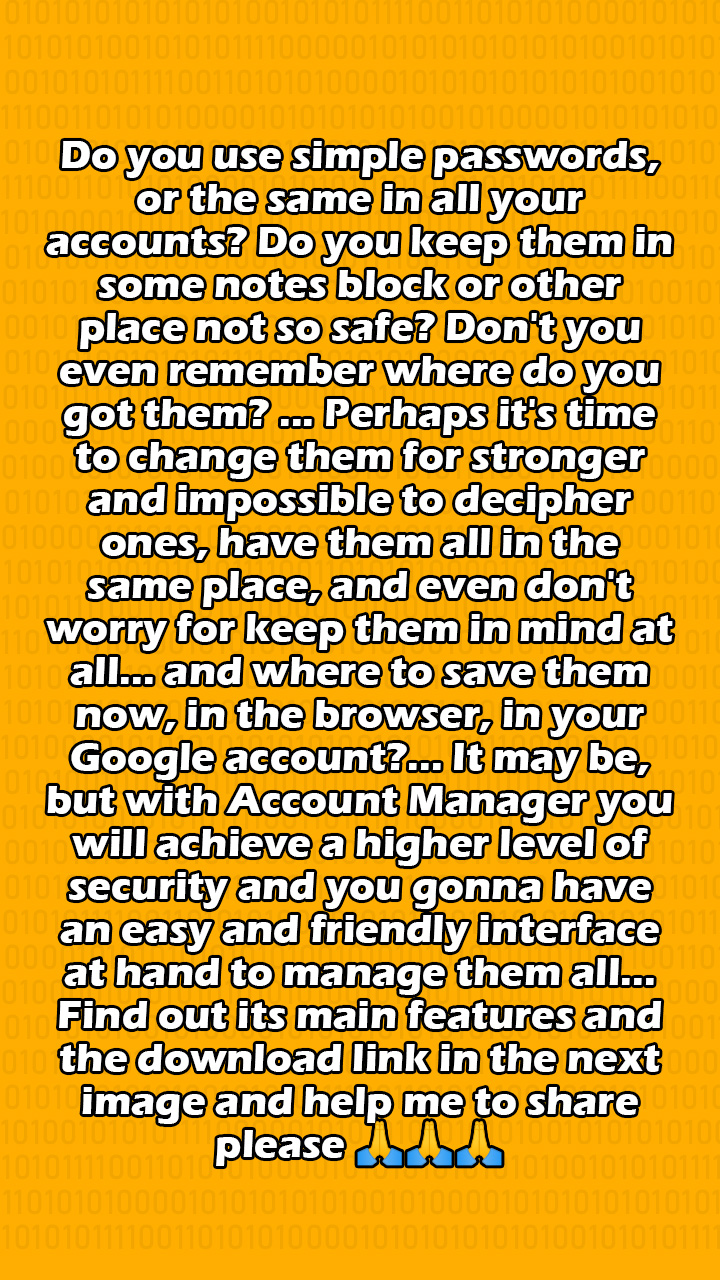 Do you use simple passwords,
or the same in all your
accounts? Do you keep them in
some notes block or other
place not so safe? Don't you
even remember where do you
got them? ... Perhaps it's time
to change them for stronger
and impossible to decipher
ones, have them all in the
same place, and even don't
worry for keep them in mind at
all... and where to save them
now, in the browser, in your
Google account?... It may be,
but with Account Manager you
will achieve a higher level of
security and you gonna have
an easy and friendly interface
at hand to manage them all...
Find out its main features and
the download link in the next
image and help me to share
please 🙏🙏🙏